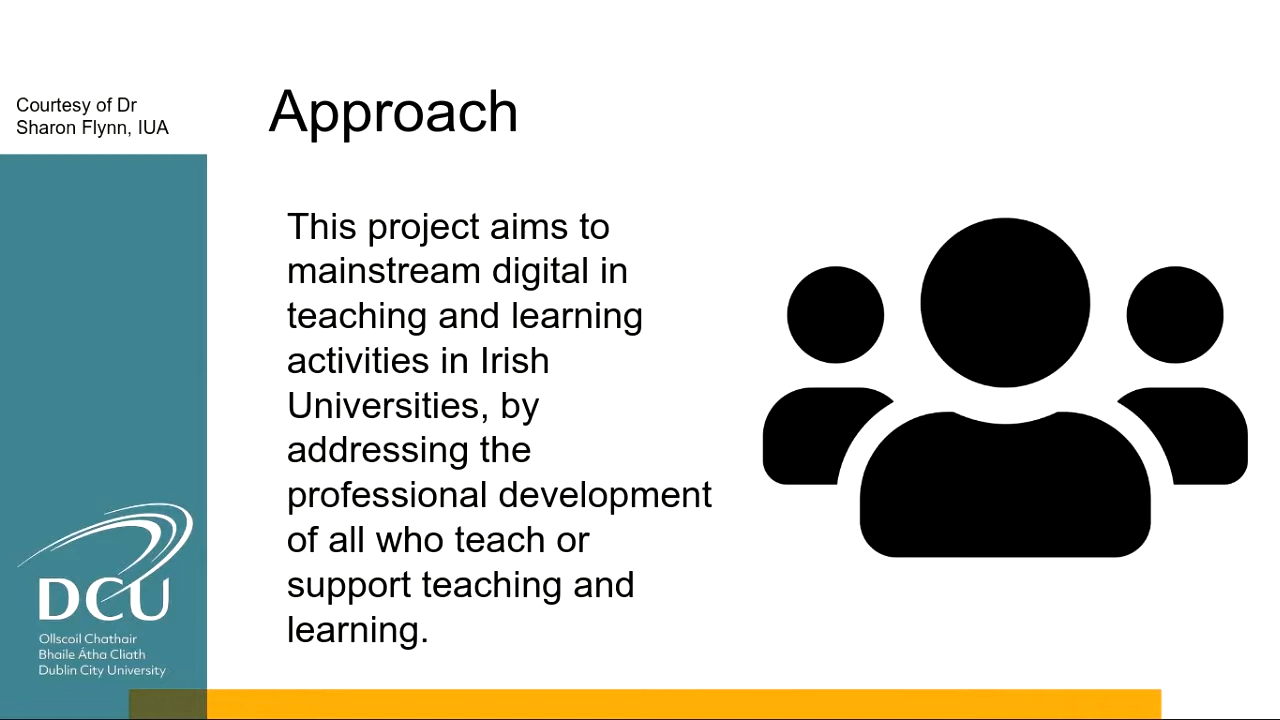 Courtesy of Dr
Sharon Flynn, IUA
Approach
This project aims to
mainstream digital in
teaching and learning
activities in Irish
Universities, by
addressing the
professional development
of all who teach or
support teaching and
learning.
DCU
Ollscoil Chathair
Bhaile Átha Cliath
Dublin City University